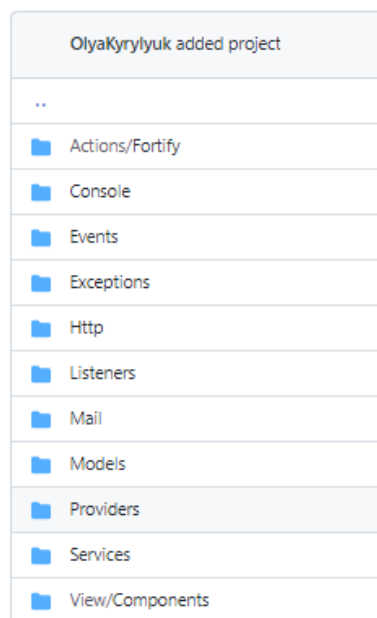 OlyaKyrylyuk added project
..
Actions/Fortify
Console
Events
Exceptions
Http
Listeners
Mail
Models
Providers
Services
View/Components